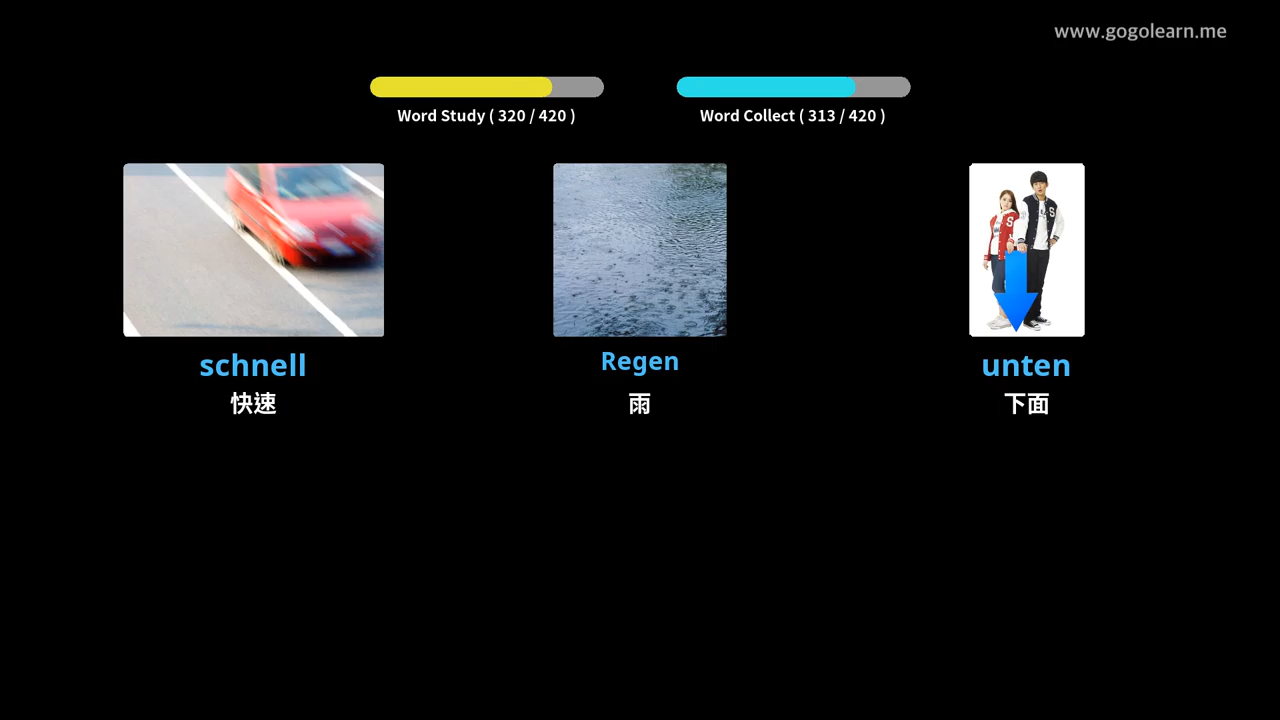 www.gogolearn.me
Word Study ( 320 / 420 )
Word Collect ( 313 / 420 )
schnell
快速
Regen
雨
unten
下面